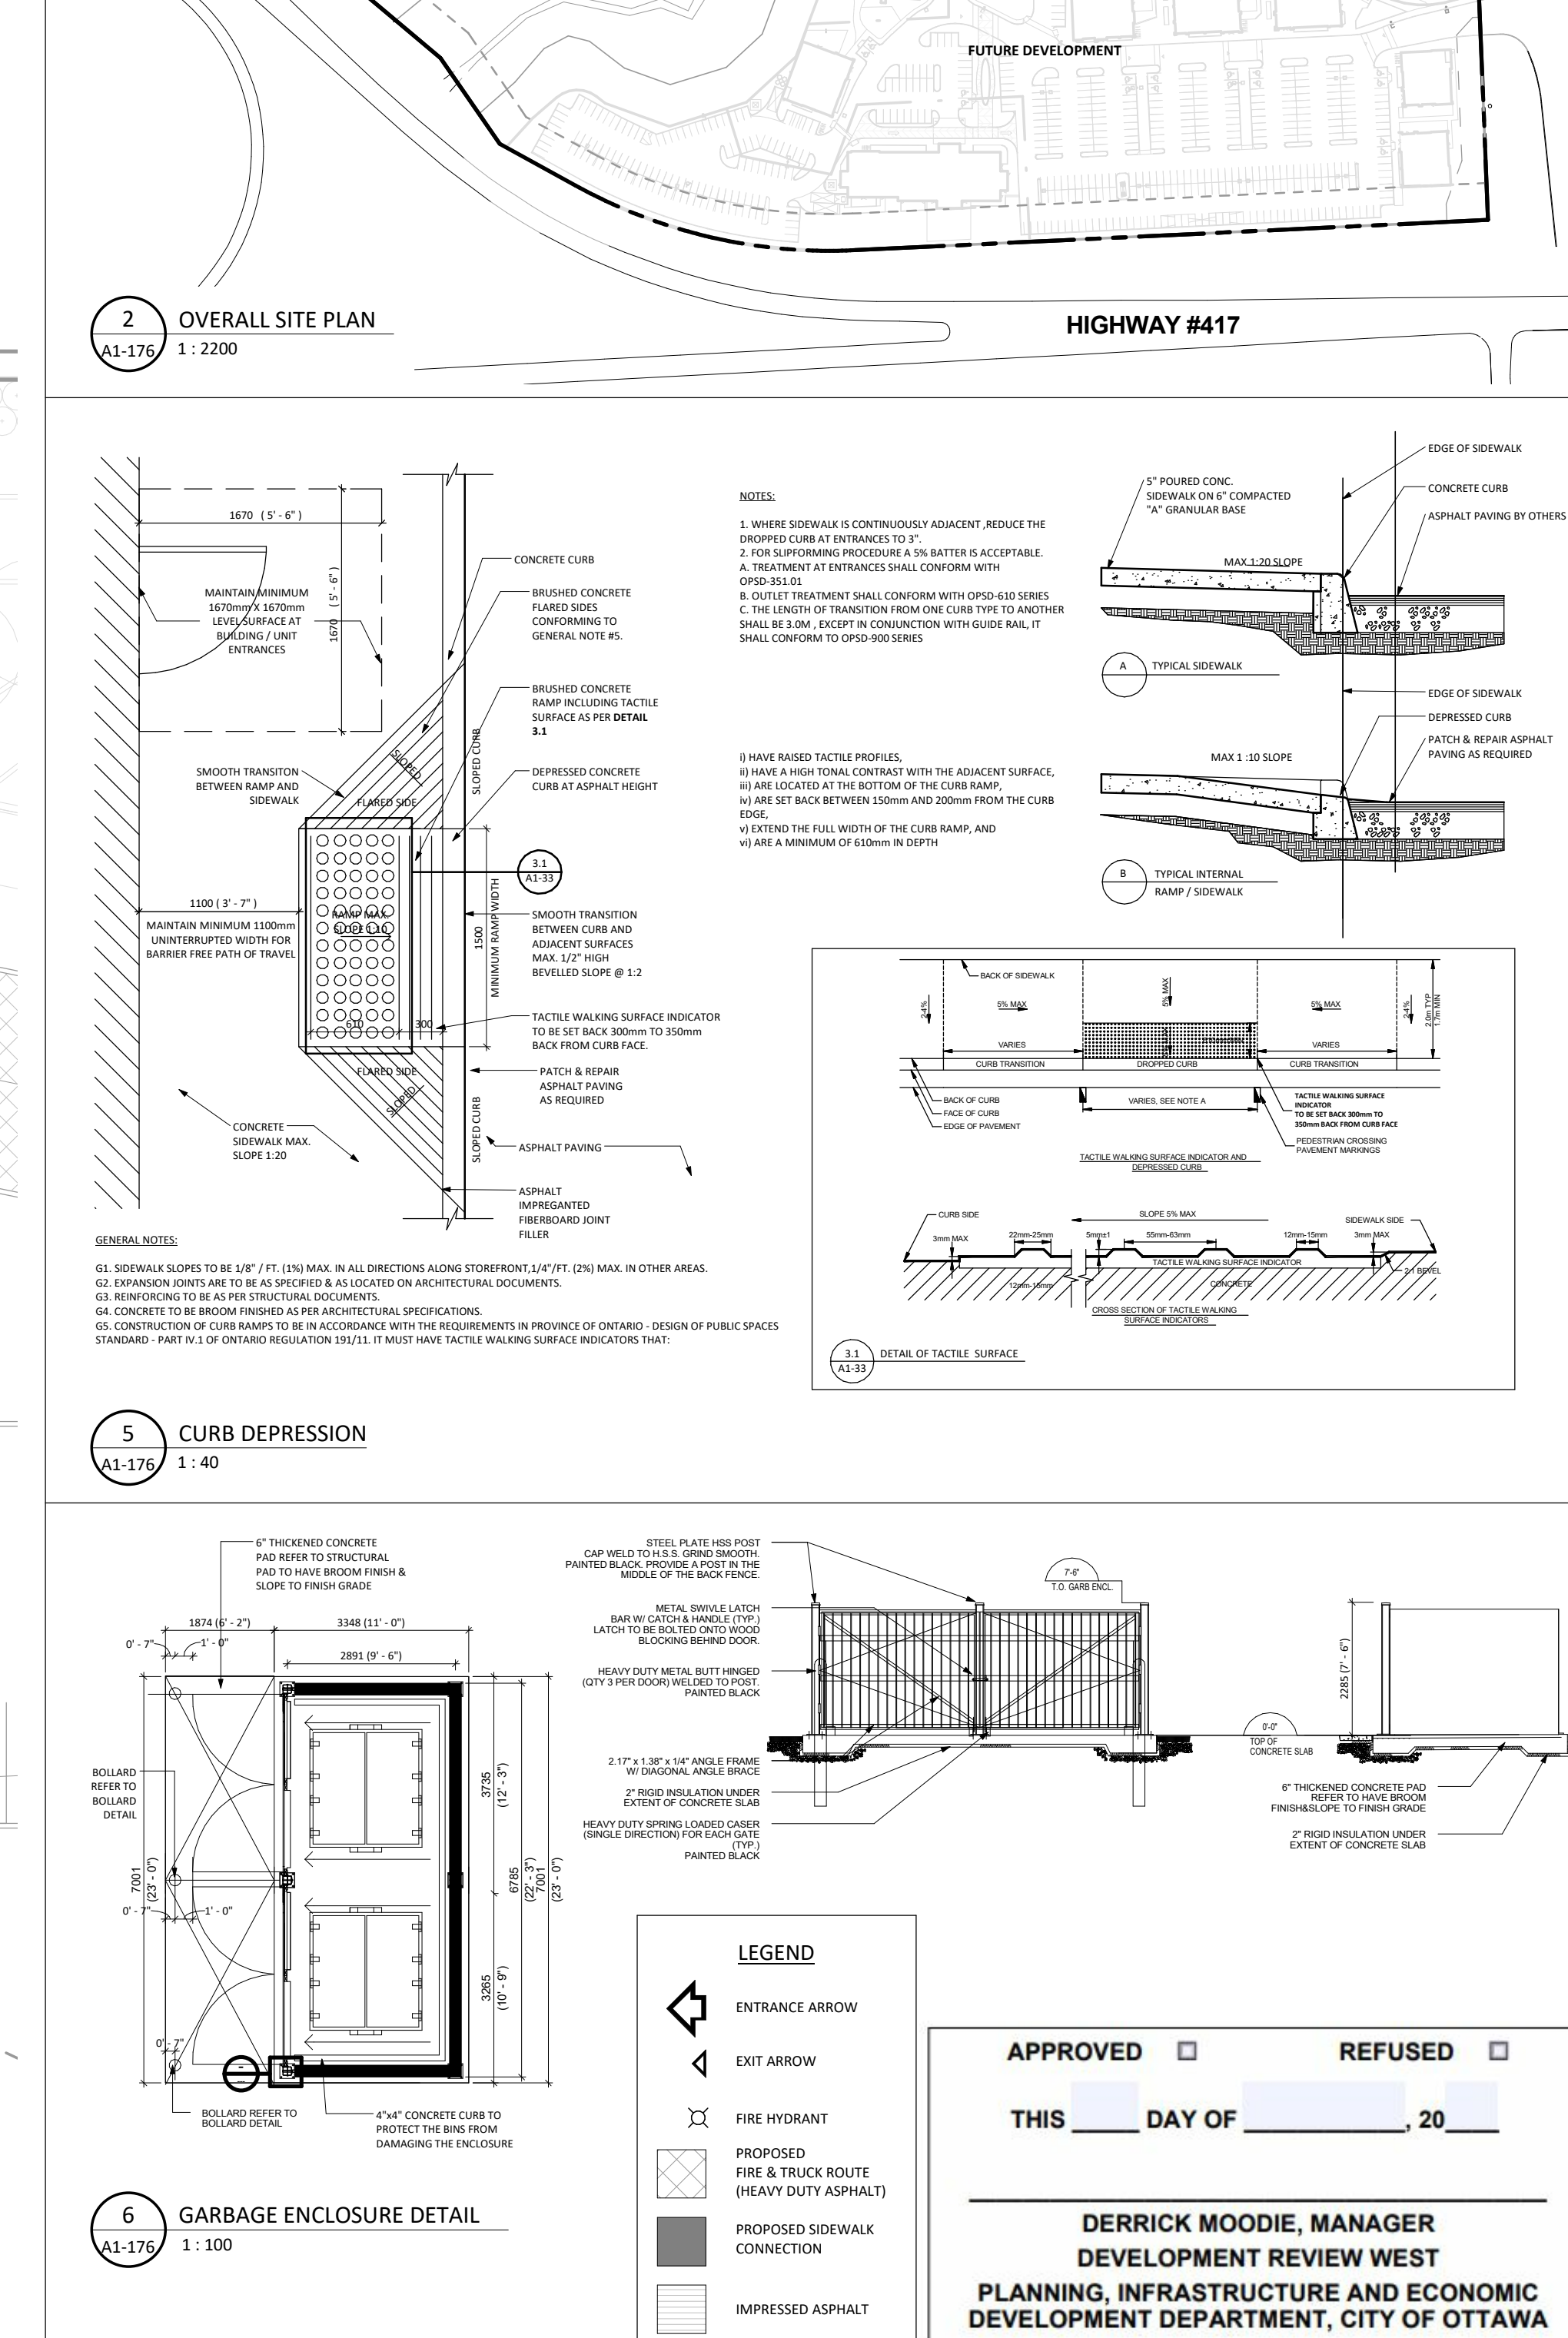 FUTURE DEVELOPMENT
2
A1-176
OVERALL SITE PLAN
1 : 2200
HIGHWAY #417
1670 ( 5' - 6" )
1670 ( 5' - 6" )
MAINTAIN MINIMUM
1670mm X 1670mm
LEVEL SURFACE AT
BUILDING / UNIT
ENTRANCES
CONCRETE CURB
BRUSHED CONCRETE
FLARED SIDES
CONFORMING TO
GENERAL NOTE #5.
BRUSHED CONCRETE
RAMP INCLUDING TACTILE
SURFACE AS PER DETAIL
3.1
SLOPED CURB
SLOPED
FLARED SIDE
SMOOTH TRANSITON
BETWEEN RAMP AND
SIDEWALK
DEPRESSED CONCRETE
CURB AT ASPHALT HEIGHT
3.1
A1-33
1100 ( 3' - 7" )
MAINTAIN MINIMUM 1100mm
UNINTERRUPTED WIDTH FOR
BARRIER FREE PATH OF TRAVEL
RAMP MAX.
SLOPE 1:10
1500
MINIMUM RAMP WIDTH
SMOOTH TRANSITION
BETWEEN CURB AND
ADJACENT SURFACES
MAX. 1/2" HIGH
BEVELLED SLOPE @ 1:2
610
300
TACTILE WALKING SURFACE INDICATOR
TO BE SET BACK 300mm TO 350mm
BACK FROM CURB FACE.
FLARED SIDE
SLOPED
SLOPED CURB
PATCH & REPAIR
ASPHALT PAVING
AS REQUIRED
CONCRETE
SIDEWALK MAX.
SLOPE 1:20
ASPHALT PAVING
ASPHALT
IMPREGANTED
FIBERBOARD JOINT
FILLER
NOTES:
1. WHERE SIDEWALK IS CONTINUOUSLY ADJACENT ,REDUCE THE
DROPPED CURB AT ENTRANCES TO 3".
2. FOR SLIPFORMING PROCEDURE A 5% BATTER IS ACCEPTABLE.
A. TREATMENT AT ENTRANCES SHALL CONFORM WITH
OPSD-351.01
B. OUTLET TREATMENT SHALL CONFORM WITH OPSD-610 SERIES
C. THE LENGTH OF TRANSITION FROM ONE CURB TYPE TO ANOTHER
SHALL BE 3.0M , EXCEPT IN CONJUNCTION WITH GUIDE RAIL, IT
SHALL CONFORM TO OPSD-900 SERIES
i) HAVE RAISED TACTILE PROFILES,
ii) HAVE A HIGH TONAL CONTRAST WITH THE ADJACENT SURFACE,
iii) ARE LOCATED AT THE BOTTOM OF THE CURB RAMP,
iv) ARE SET BACK BETWEEN 150mm AND 200mm FROM THE CURB
EDGE,
v) EXTEND THE FULL WIDTH OF THE CURB RAMP, AND
vi) ARE A MINIMUM OF 610mm IN DEPTH
5" POURED CONC.
SIDEWALK ON 6" COMPACTED
"A" GRANULAR BASE
EDGE OF SIDEWALK
CONCRETE CURB
ASPHALT PAVING BY OTHERS
MAX 1:20 SLOPE
A
TYPICAL SIDEWALK
EDGE OF SIDEWALK
DEPRESSED CURB
PATCH & REPAIR ASPHALT
PAVING AS REQUIRED
MAX 1 :10 SLOPE
B
TYPICAL INTERNAL
RAMP / SIDEWALK
BACK OF SIDEWALK
2-4%
5% MAX
5% MAX
5% MAX
2-4%
2.0m TYP
1.7m MIN
VARIES
VARIES
CURB TRANSITION
DROPPED CURB
CURB TRANSITION
BACK OF CURB
FACE OF CURB
EDGE OF PAVEMENT
VARIES, SEE NOTE A
TACTILE WALKING SURFACE
INDICATOR
TO BE SET BACK 300mm TO
350mm BACK FROM CURB FACE
PEDESTRIAN CROSSING
PAVEMENT MARKINGS
TACTILE WALKING SURFACE INDICATOR AND
DEPRESSED CURB
CURB SIDE
SLOPE 5% MAX
SIDEWALK SIDE
3mm MAX
22mm-25mm
5mm±1
55mm-63mm
12mm-15mm
3mm MAX
TACTILE WALKING SURFACE INDICATOR
2:1 BEVEL
12mm-15mm
CONCRETE
CROSS SECTION OF TACTILE WALKING
SURFACE INDICATORS
3.1
A1-33
DETAIL OF TACTILE SURFACE
GENERAL NOTES:
G1. SIDEWALK SLOPES TO BE 1/8" / FT. (1%) MAX. IN ALL DIRECTIONS ALONG STOREFRONT,1/4"/FT. (2%) MAX. IN OTHER AREAS.
G2. EXPANSION JOINTS ARE TO BE AS SPECIFIED & AS LOCATED ON ARCHITECTURAL DOCUMENTS.
G3. REINFORCING TO BE AS PER STRUCTURAL DOCUMENTS.
G4. CONCRETE TO BE BROOM FINISHED AS PER ARCHITECTURAL SPECIFICATIONS.
G5. CONSTRUCTION OF CURB RAMPS TO BE IN ACCORDANCE WITH THE REQUIREMENTS IN PROVINCE OF ONTARIO - DESIGN OF PUBLIC SPACES
STANDARD - PART IV.1 OF ONTARIO REGULATION 191/11. IT MUST HAVE TACTILE WALKING SURFACE INDICATORS THAT:
5
A1-176
CURB DEPRESSION
1 : 40
6" THICKENED CONCRETE
PAD REFER TO STRUCTURAL
PAD TO HAVE BROOM FINISH &
SLOPE TO FINISH GRADE
1874 (6' - 2")
3348 (11' - 0")
0' - 7"
1' - 0"
2891 (9' - 6")
BOLLARD
REFER TO
BOLLARD
DETAIL
7001
(23' - 0")
3735
(12' - 3")
6785
(22' - 3")
7001
(23' - 0")
0' - 7"
1' - 0"
3265
(10' - 9")
0' - 7"
BOLLARD REFER TO
BOLLARD DETAIL
4"x4" CONCRETE CURB TO
PROTECT THE BINS FROM
DAMAGING THE ENCLOSURE
STEEL PLATE HSS POST
CAP WELD TO H.S.S. GRIND SMOOTH.
PAINTED BLACK. PROVIDE A POST IN THE
MIDDLE OF THE BACK FENCE.
METAL SWIVLE LATCH
BAR W/ CATCH & HANDLE (TYP.)
LATCH TO BE BOLTED ONTO WOOD
BLOCKING BEHIND DOOR.
HEAVY DUTY METAL BUTT HINGED
(QTY 3 PER DOOR) WELDED TO POST.
PAINTED BLACK
2.17" x 1.38" x 1/4" ANGLE FRAME
W/ DIAGONAL ANGLE BRACE
2" RIGID INSULATION UNDER
EXTENT OF CONCRETE SLAB
HEAVY DUTY SPRING LOADED CASER
(SINGLE DIRECTION) FOR EACH GATE
(TYP.)
PAINTED BLACK
7'-6"
T.O. GARB ENCL.
0'-0"
TOP OF
CONCRETE SLAB
2285 (7' - 6")
6" THICKENED CONCRETE PAD
REFER TO HAVE BROOM
FINISH&SLOPE TO FINISH GRADE
2" RIGID INSULATION UNDER
EXTENT OF CONCRETE SLAB
6
A1-176
GARBAGE ENCLOSURE DETAIL
1 : 100
LEGEND
ENTRANCE ARROW
EXIT ARROW
FIRE HYDRANT
PROPOSED
FIRE & TRUCK ROUTE
(HEAVY DUTY ASPHALT)
PROPOSED SIDEWALK
CONNECTION
IMPRESSED ASPHALT
APPROVED REFUSED
THIS DAY OF , 20
DERRICK MOODIE, MANAGER
DEVELOPMENT REVIEW WEST
PLANNING, INFRASTRUCTURE AND ECONOMIC
DEVELOPMENT DEPARTMENT, CITY OF OTTAWA